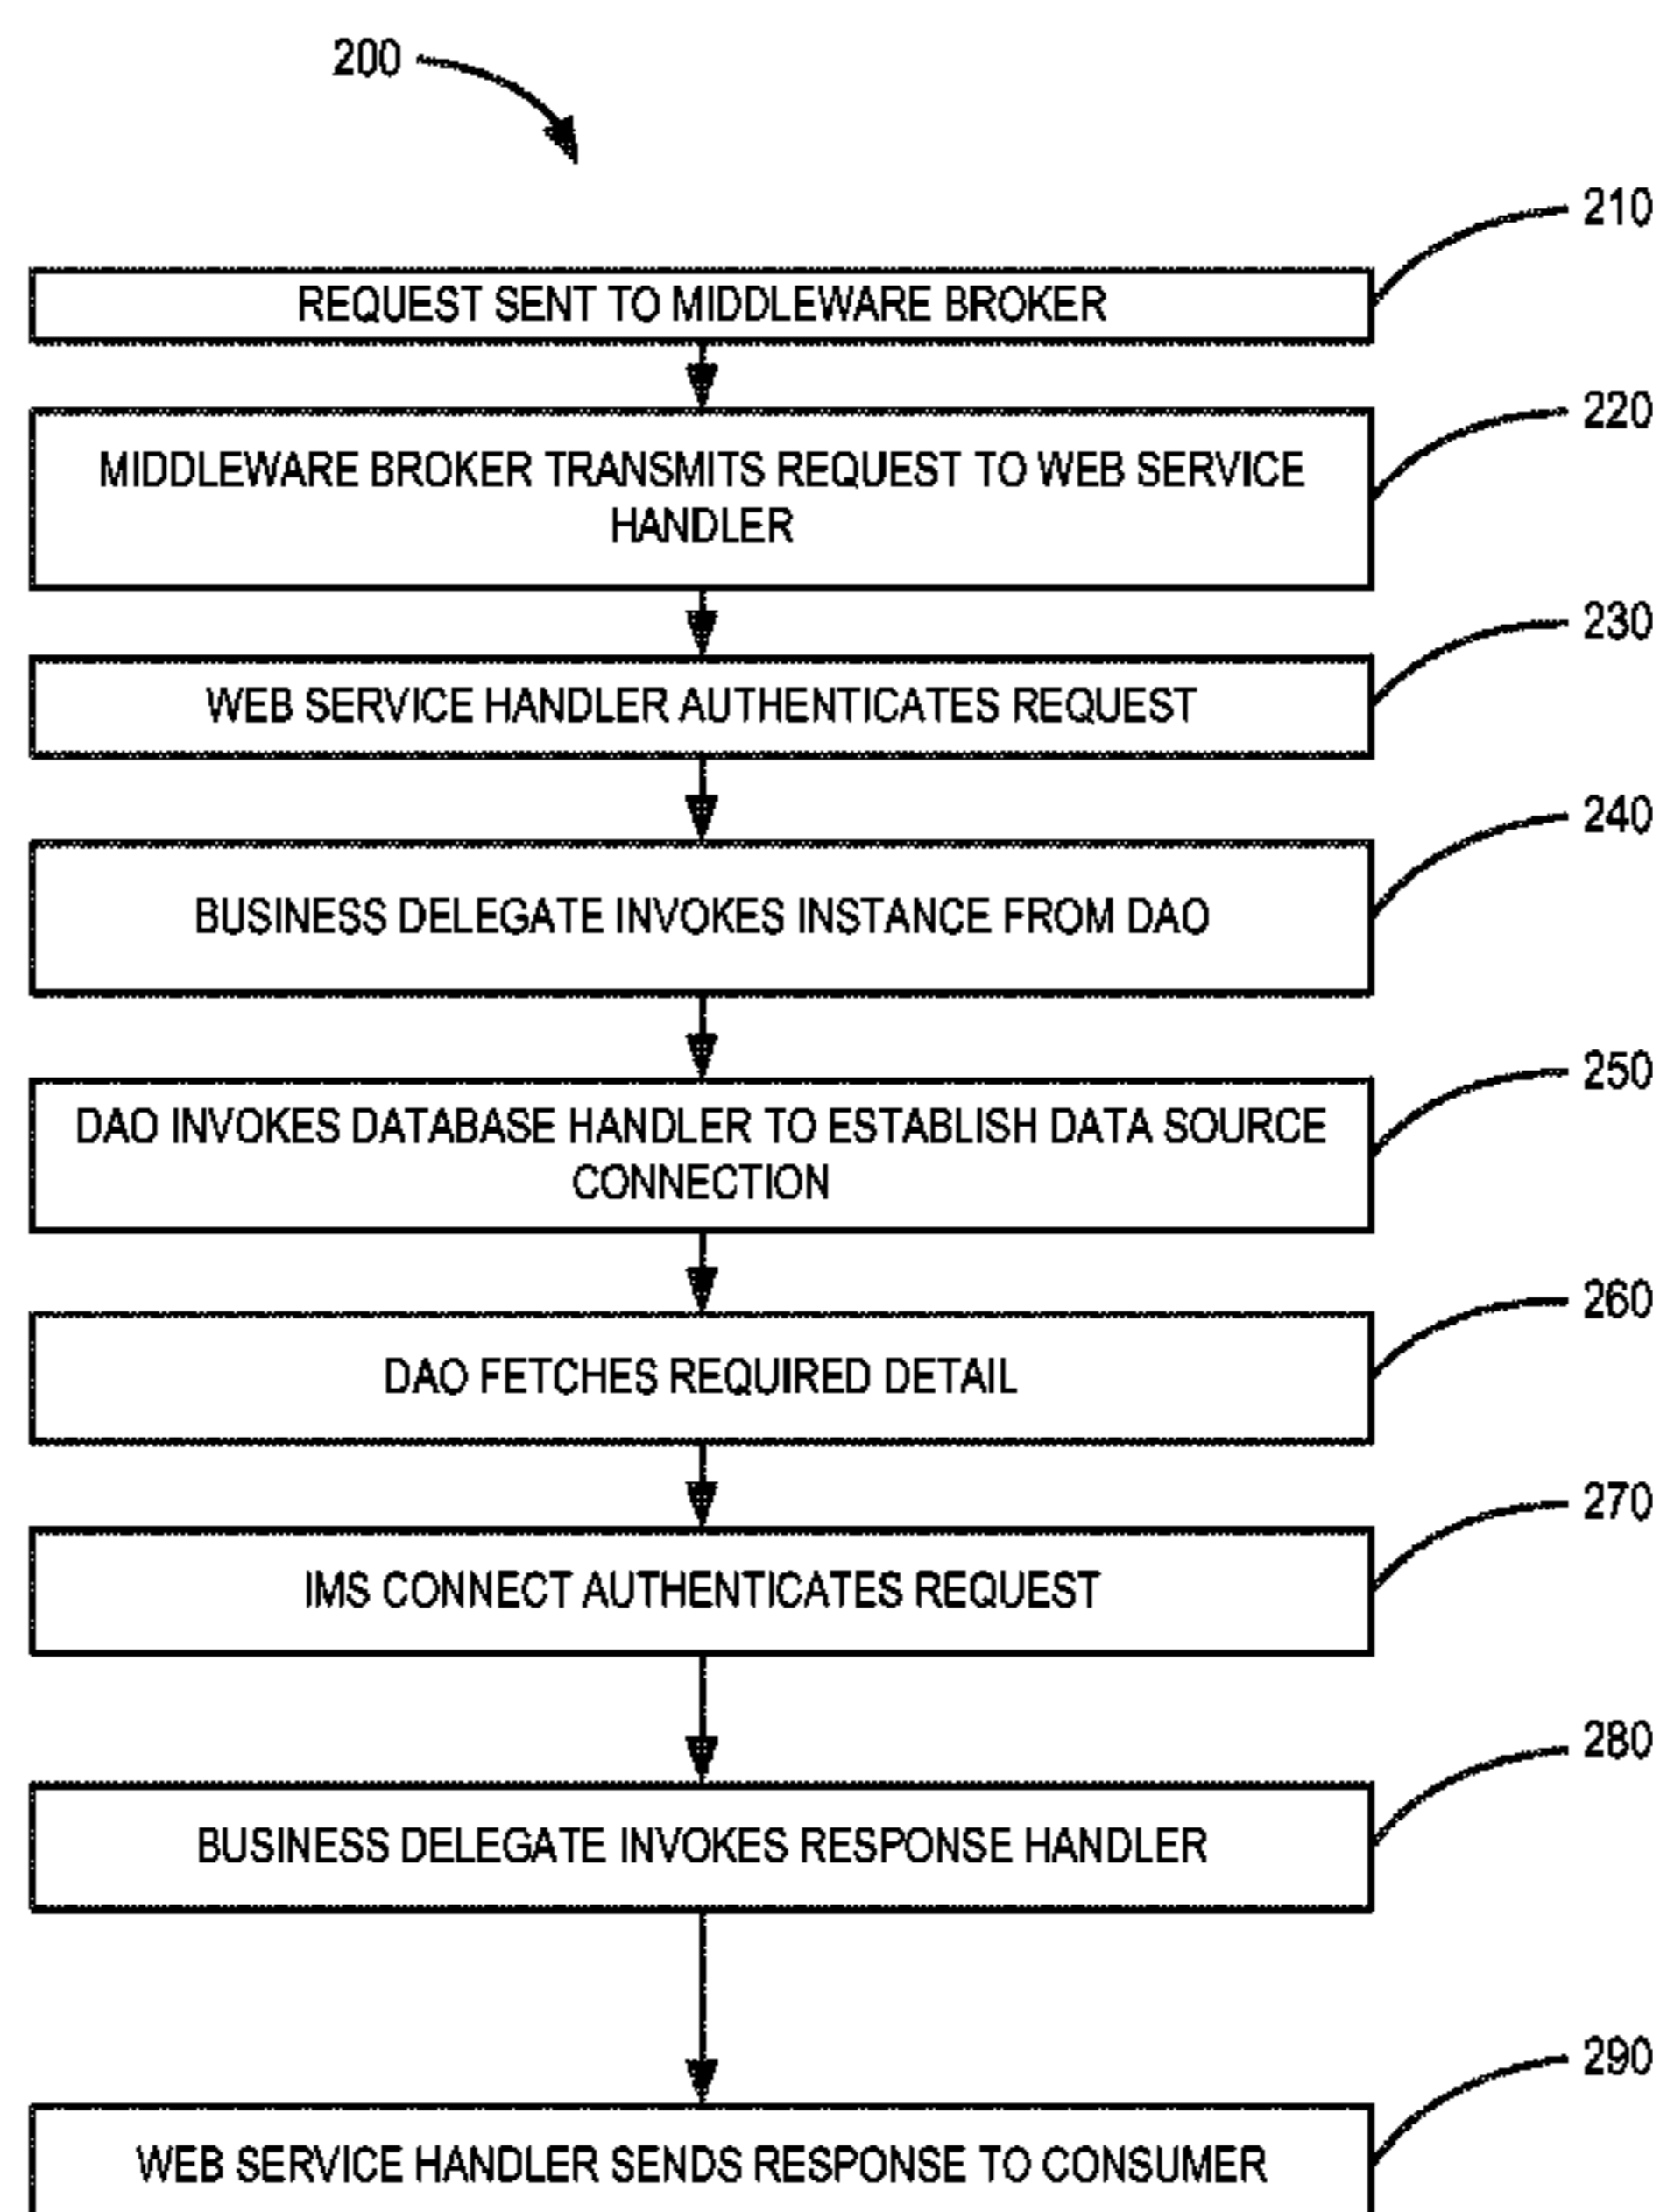 200
210
REQUEST SENT TO MIDDLEWARE BROKER
220
MIDDLEWARE BROKER TRANSMITS REQUEST TO WEB SERVICE
HANDLER
230
WEB SERVICE HANDLER AUTHENTICATES REQUEST
240
BUSINESS DELEGATE INVOKES INSTANCE FROM DAO
250
DAO INVOKES DATABASE HANDLER TO ESTABLISH DATA SOURCE
CONNECTION
260
DAO FETCHES REQUIRED DETAIL
270
IMS CONNECT AUTHENTICATES REQUEST
280
BUSINESS DELEGATE INVOKES RESPONSE HANDLER
290
WEB SERVICE HANDLER SENDS RESPONSE TO CONSUMER